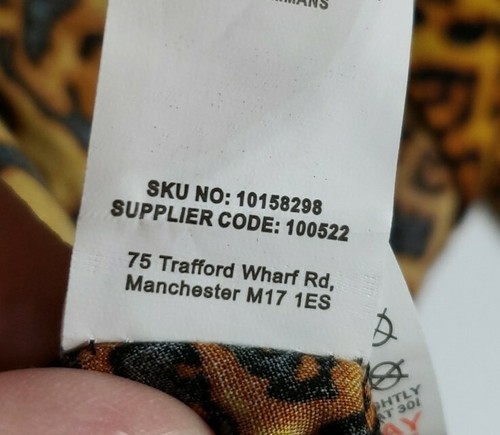 SKU NO: 10158298
SUPPLIER CODE: 100522
75 Trafford Wharf Rd,
Manchester M17 1ES